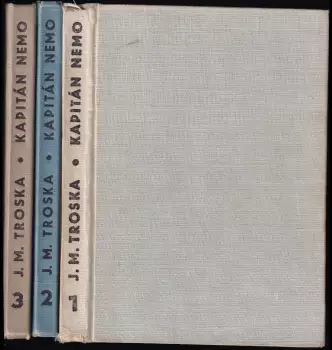 3 J. M. TROSKA • KAPITÁN NEMO
2 J. M. TROSKA • KAPITÁN NEMO
1 J. M. TROSKA • KAPITÁN NEMO